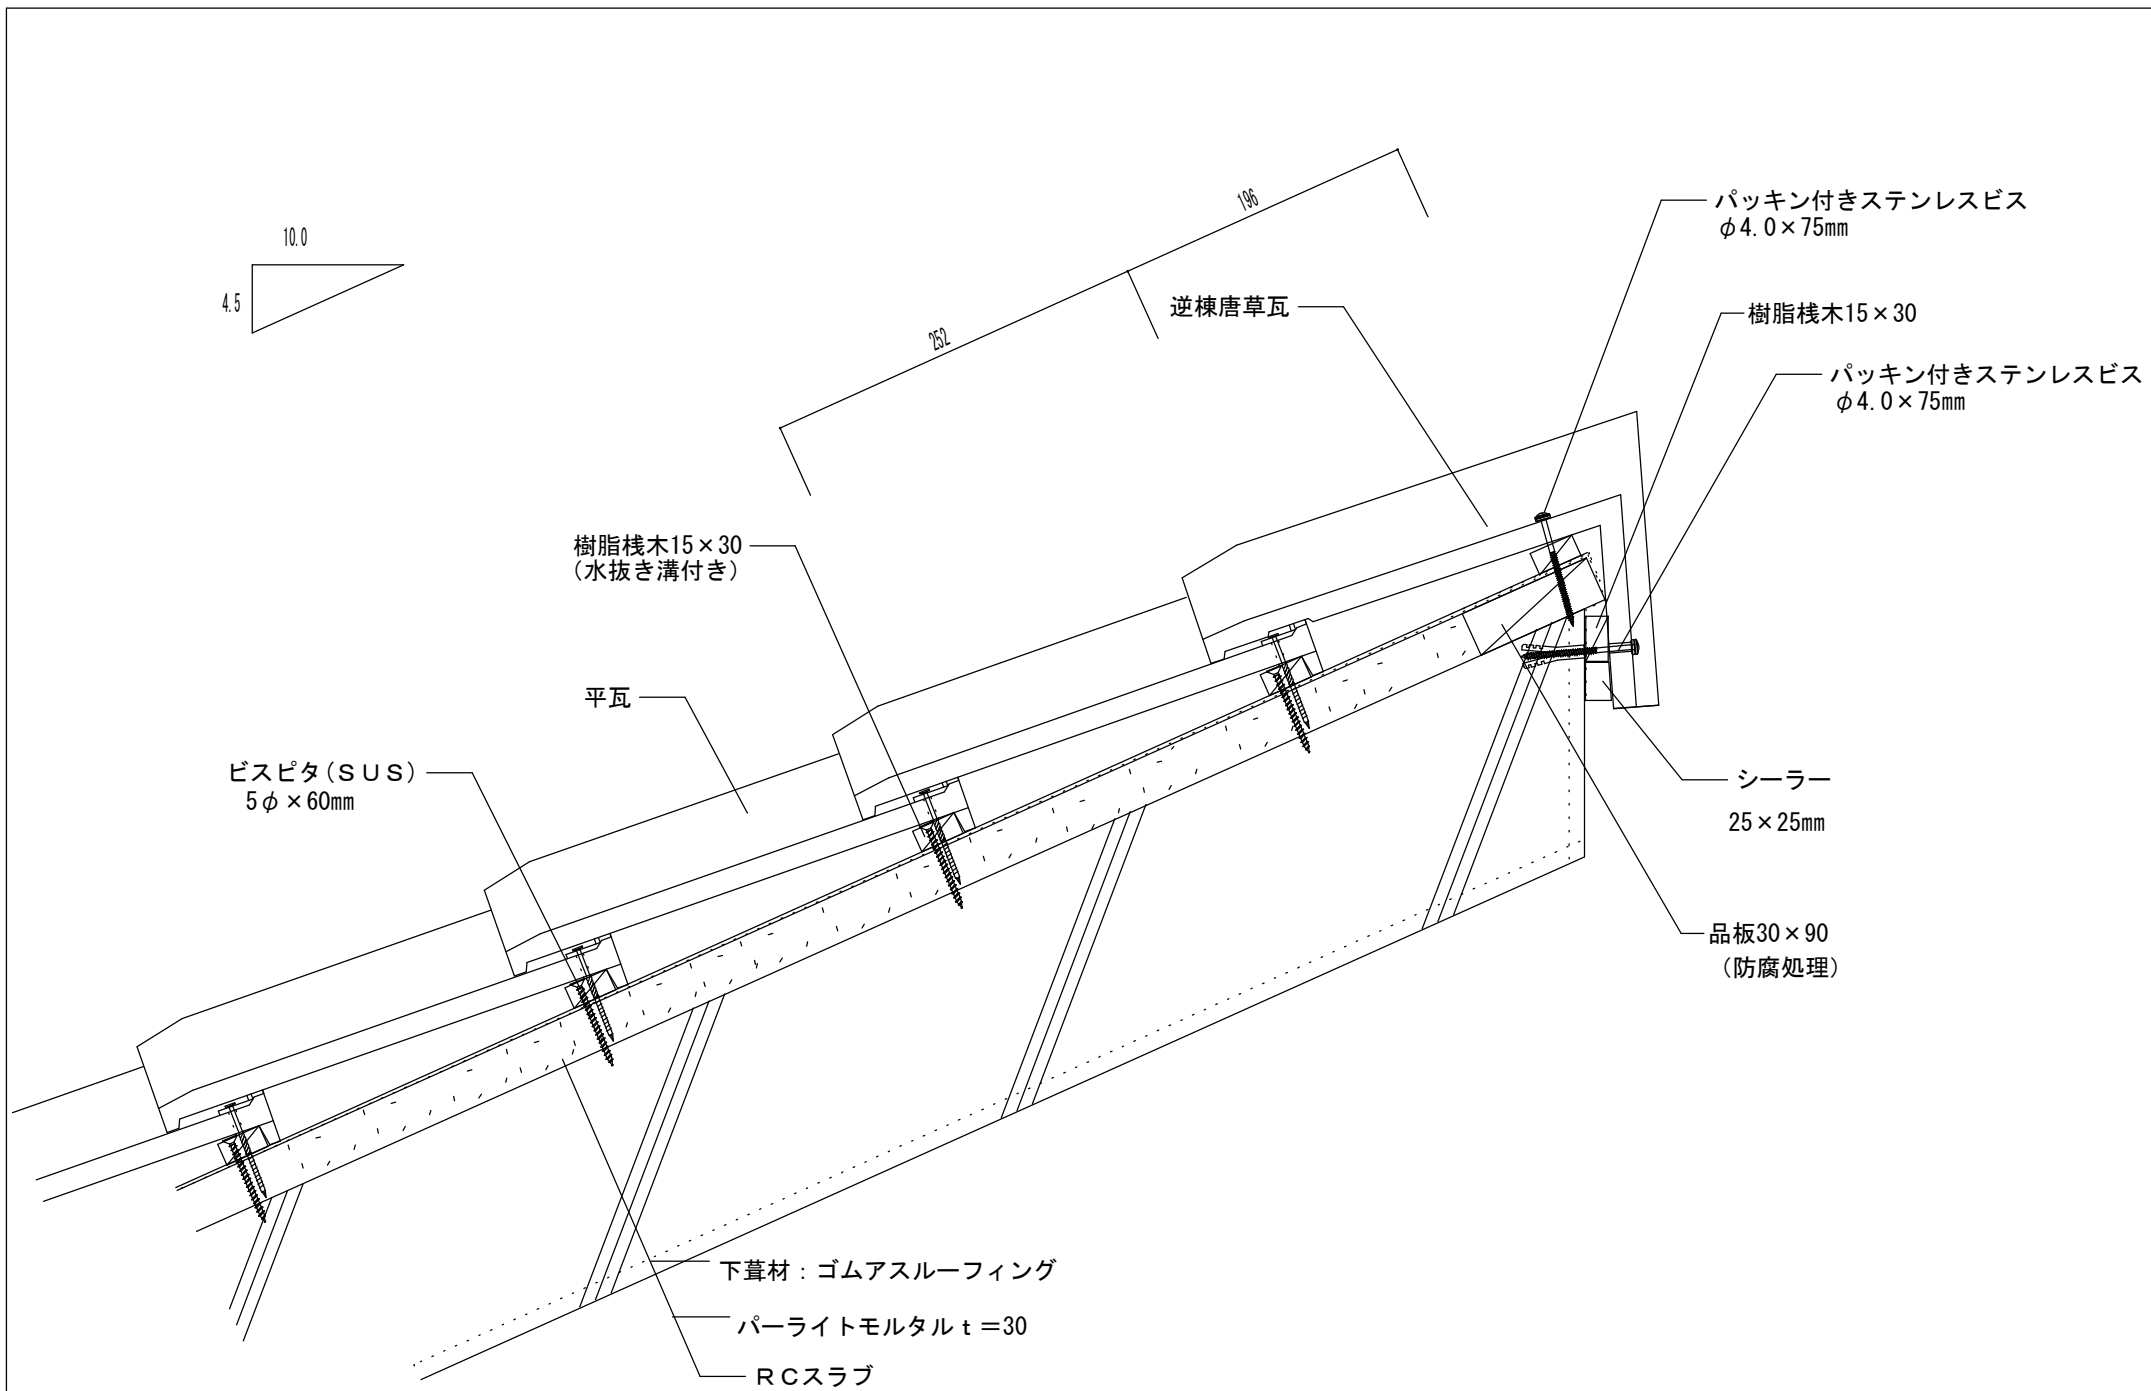 196
パッキン付きステンレスビス
φ4.0×75mm
10.0
4.5
逆棟唐草瓦
樹脂桟木15×30
252
パッキン付きステンレスビス
φ4.0×75mm
樹脂桟木15×30
(水抜き溝付き)
平瓦
ビスピタ(SUS)
5φ×60mm
シーラー
25×25mm
品板30×90
(防腐処理)
下葺材:ゴムアスルーフィング
パーライトモルタルt=30
RCスラブ